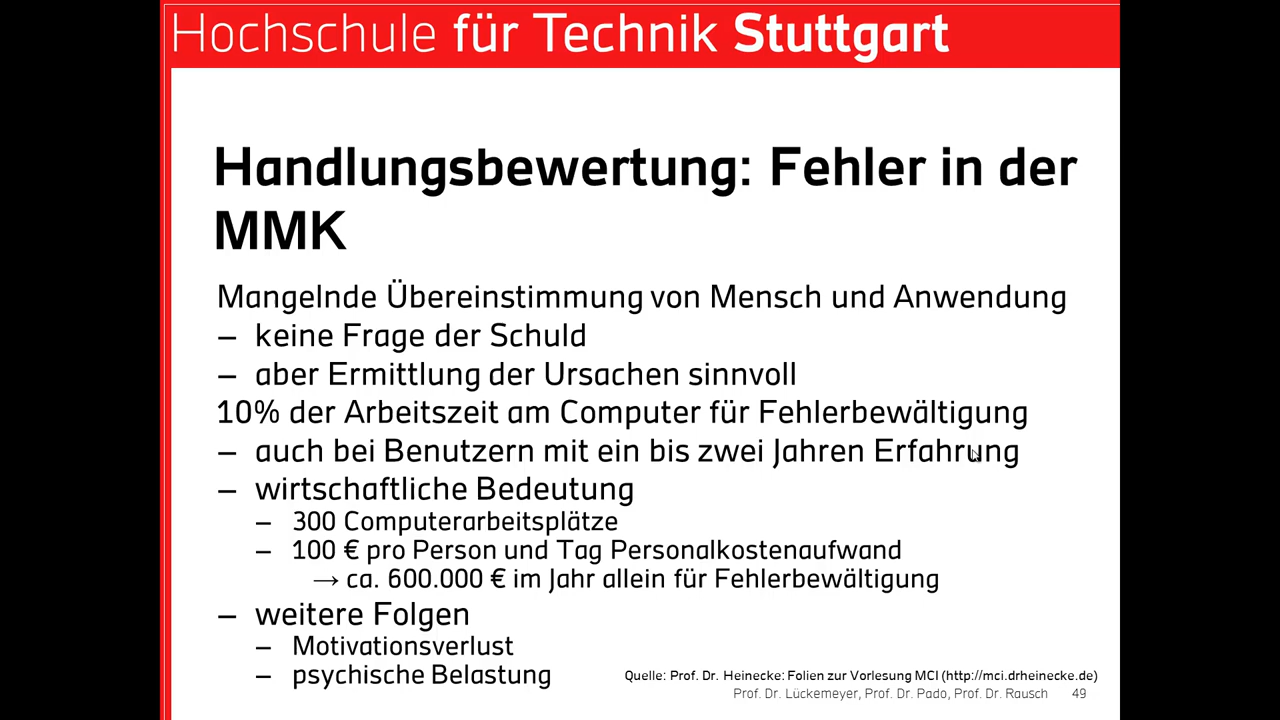 Hochschule für Technik Stuttgart
Handlungsbewertung: Fehler in der
MMK
Mangelnde Übereinstimmung von Mensch und Anwendung
– keine Frage der Schuld
– aber Ermittlung der Ursachen sinnvoll
10% der Arbeitszeit am Computer für Fehlerbewältigung
– auch bei Benutzern mit ein bis zwei Jahren Erfahrung
– wirtschaftliche Bedeutung
– 300 Computerarbeitsplätze
– 100 € pro Person und Tag Personalkostenaufwand
→ ca. 600.000 € im Jahr allein für Fehlerbewältigung
– weitere Folgen
– Motivationsverlust
– psychische Belastung
Quelle: Prof. Dr. Heinecke: Folien zur Vorlesung MCI (http://mci.drheinecke.de)
Prof. Dr. Lückemeyer, Prof. Dr. Pado, Prof. Dr. Rausch 49